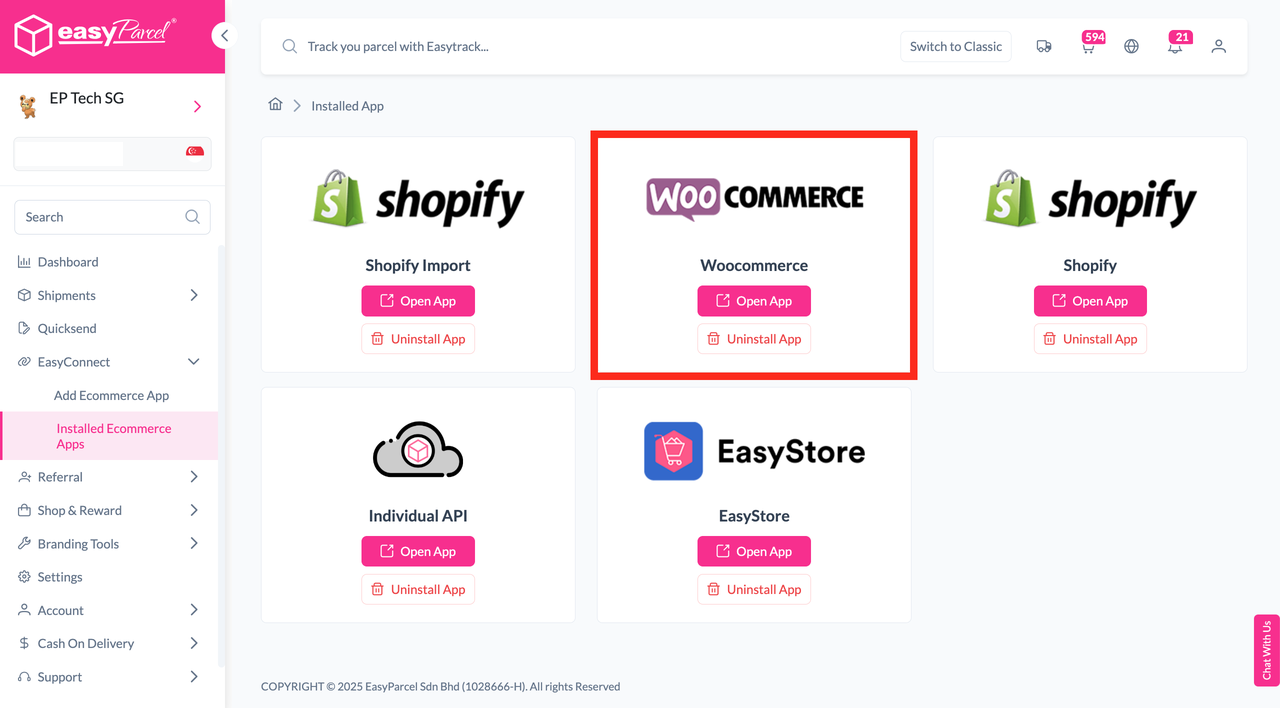 easyParcel®
EP Tech SG
Search
Dashboard
Shipments
Quicksend
EasyConnect
Add Ecommerce App
Installed Ecommerce
Apps
Referral
Shop & Reward
Branding Tools
Settings
Account
Cash On Delivery
Support
Track you parcel with Easytrack...
Switch to Classic
594
21
Installed App
shopify
Shopify Import
Open App
Uninstall App
WOO COMMERCE
Woocommerce
Open App
Uninstall App
shopify
Shopify
Open App
Uninstall App
Individual API
Open App
Uninstall App
EasyStore
EasyStore
Open App
Uninstall App
Chat With Us
COPYRIGHT © 2025 EasyParcel Sdn Bhd (1028666-H). All rights Reserved